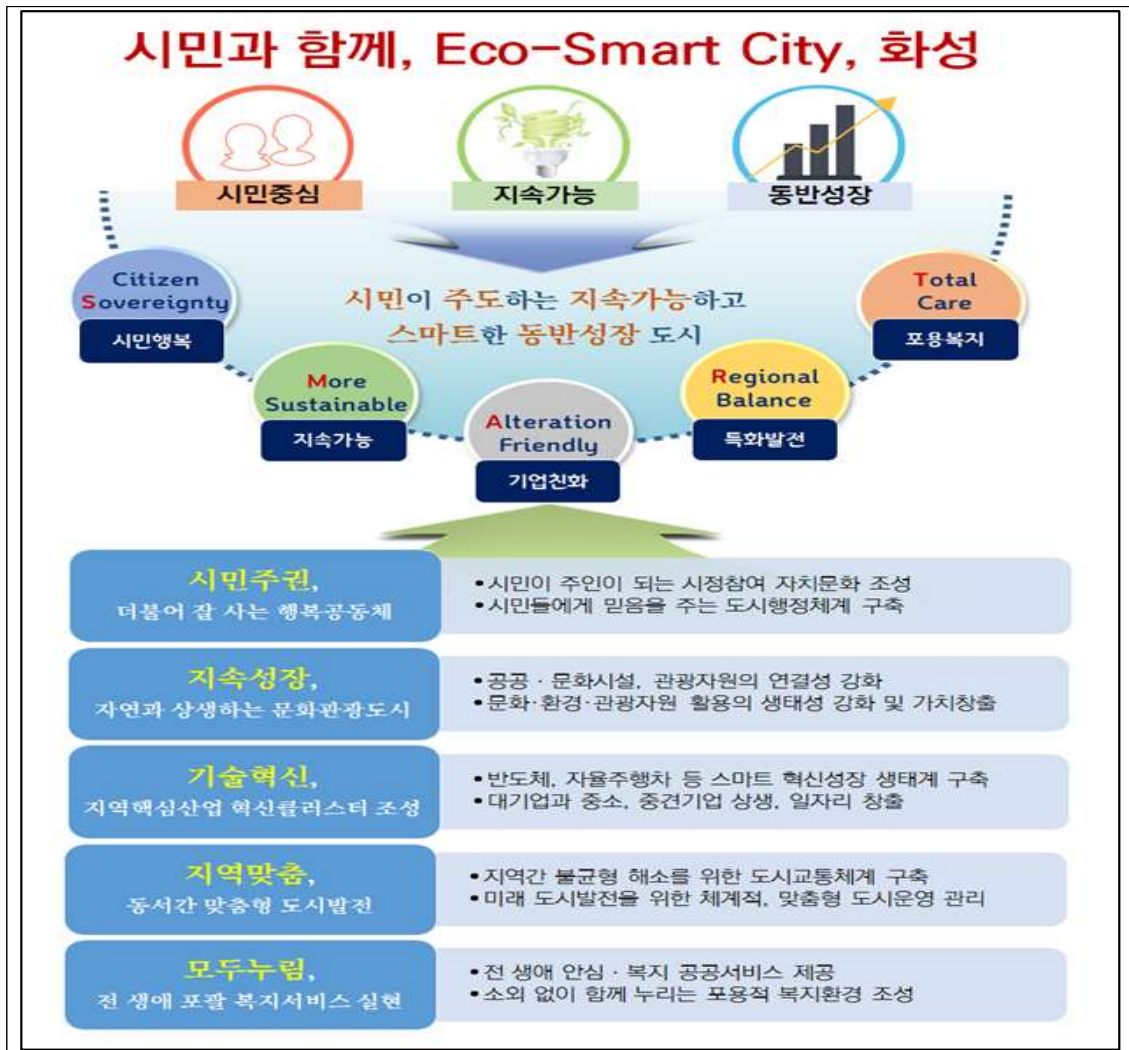 시민과 함께, Eco-Smart City, 화성
시민중심
지속가능
동반성장
시민이 주도하는 지속가능하고
스마트한 동반성장 도시
Citizen
Sovereignty
시민행복
More
Sustainable
지속가능
Alteration
Friendly
기업친화
Regional
Balance
특화발전
Total
Care
포용복지
시민주권,
더불어 잘 사는 행복공동체
•시민이 주인이 되는 시정참여 자치문화 조성
•시민들에게 믿음을 주는 도시행정체계 구축
지속성장,
자연과 상생하는 문화관광도시
•공공·문화시설, 관광자원의 연결성 강화
•문화·환경·관광자원 활용의 생태성 강화 및 가치창출
기술혁신,
지역핵심산업 혁신클러스터 조성
•반도체, 자율주행차 등 스마트 혁신성장 생태계 구축
•대기업과 중소, 중견기업 상생, 일자리 창출
지역맞춤,
동서간 맞춤형 도시발전
•지역간 불균형 해소를 위한 도시교통체계 구축
•미래 도시발전을 위한 체계적, 맞춤형 도시운영 관리
모두누림,
전 생애 포괄 복지서비스 실현
•전 생애 안심·복지 공공서비스 제공
•소외 없이 함께 누리는 포용적 복지환경 조성